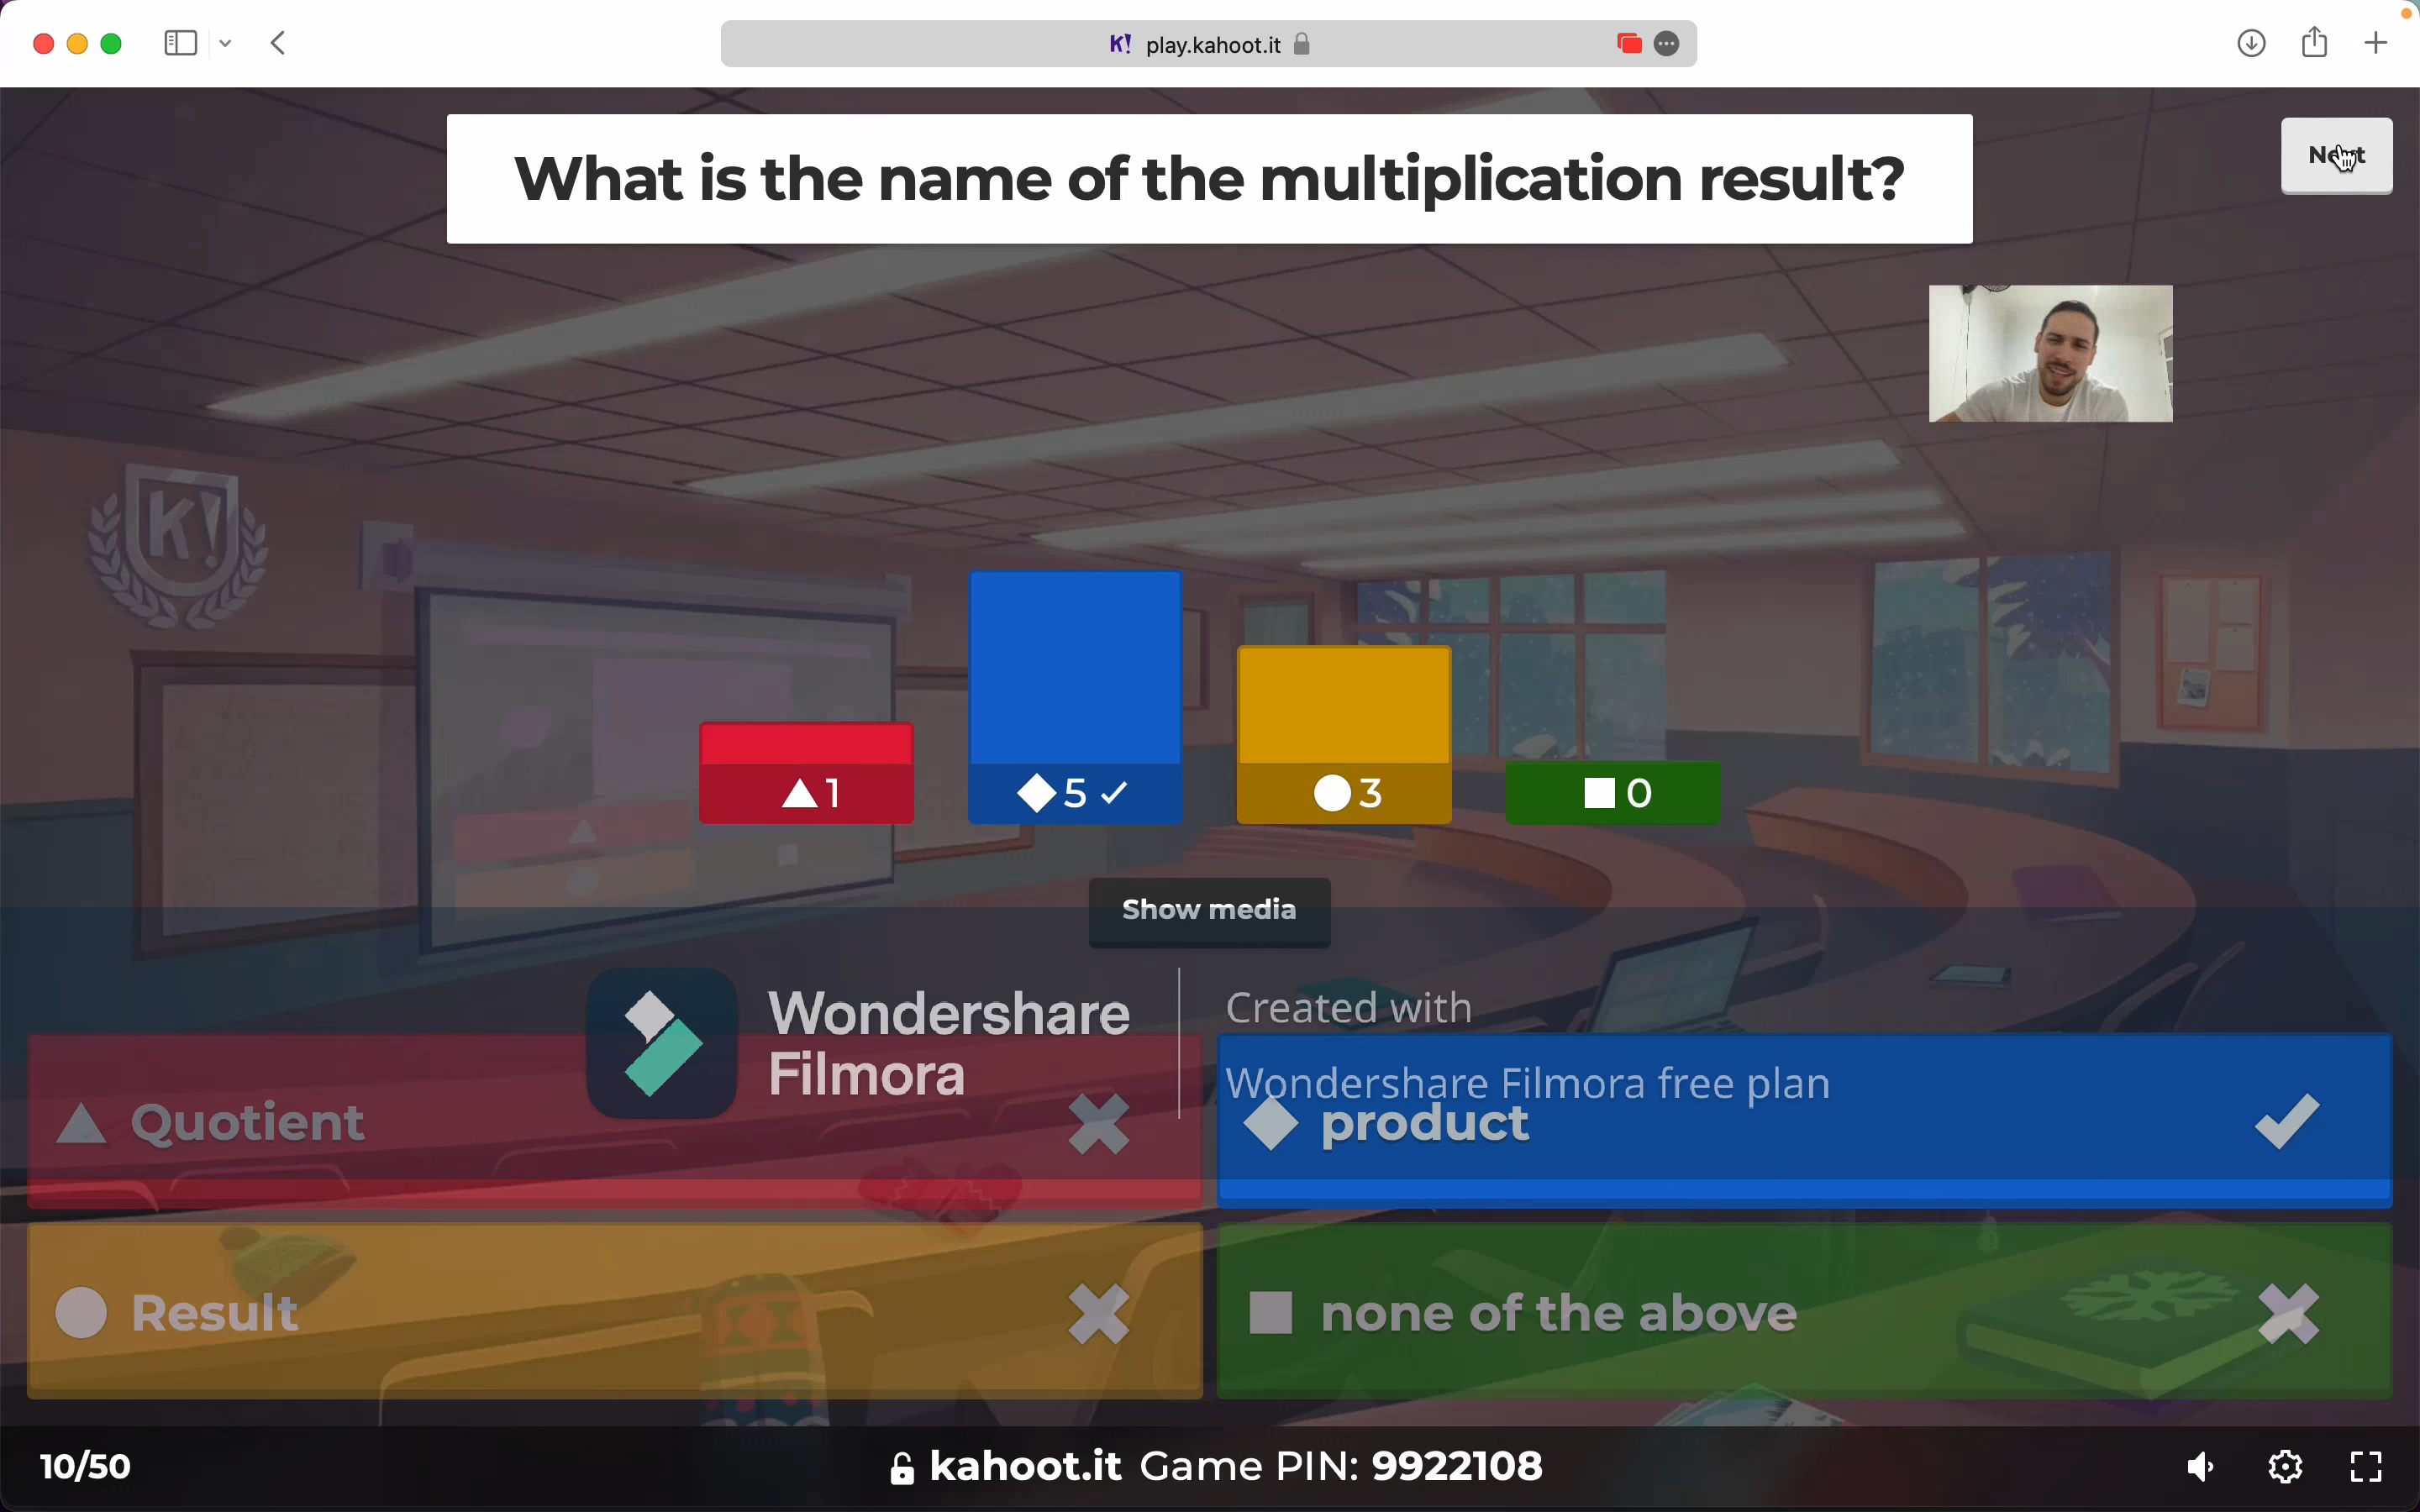 K! play.kahoot.it
What is the name of the multiplication result?
K!
1
5
3
0
Show media
Wondershare
Filmora
Created with
Wondershare Filmora free plan
Quotient
product
Result
none of the above
10/50
kahoot.it Game PIN: 9922108